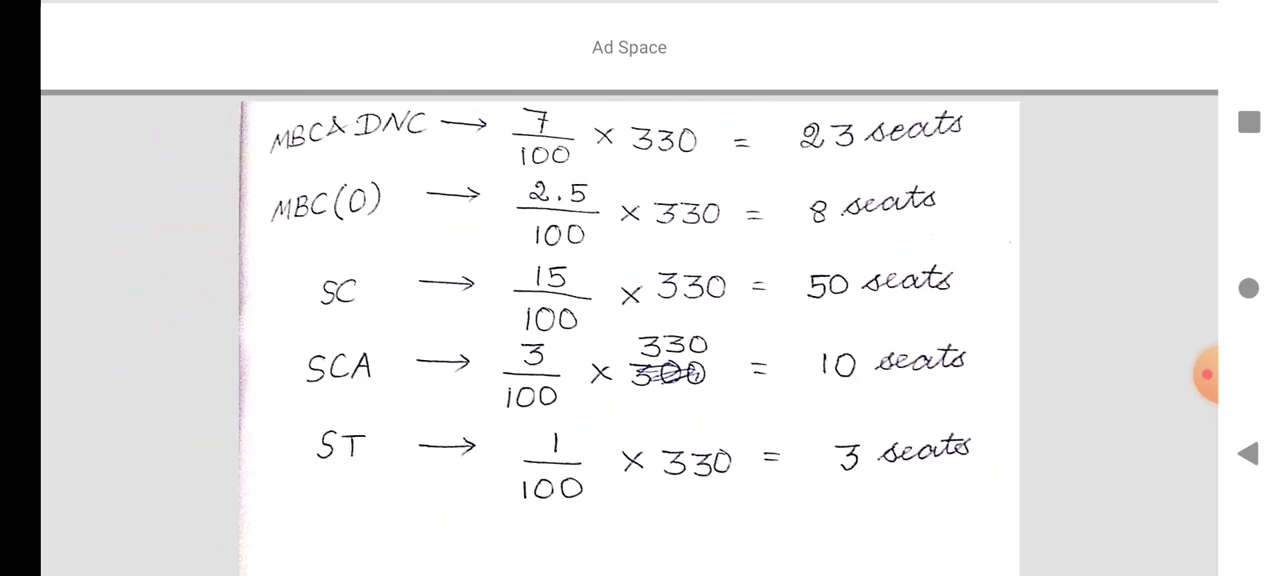 Ad Space
MBC & DNC → 7/100 × 330 = 23 seats
MBC(O) → 2.5/100 × 330 = 8 seats
SC → 15/100 × 330 = 50 seats
SCA → 3/100 × 330 = 10 seats
ST → 1/100 × 330 = 3 seats